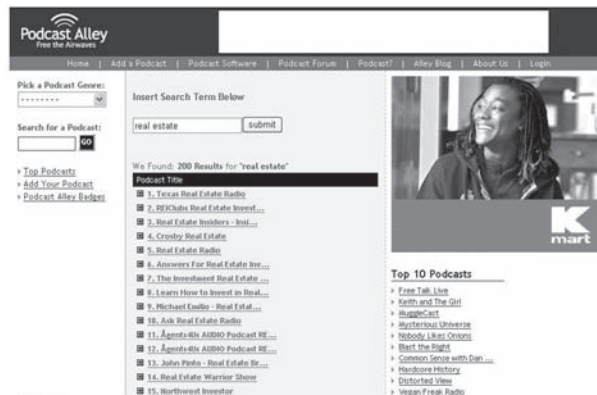 Podcast Alley
Free the Airwaves
Home | Add a Podcast | Podcast Software | Podcast Forum | Podcast? | Alley Blog | About Us | Login
Pick a Podcast Genre:
--------
Search for a Podcast:
GO
Top Podcasts
Add Your Podcast
Podcast Alley Badges
Insert Search Term Below
real estate
submit
We Found: 200 Results for "real estate"
Podcast Title
1. Texas Real Estate Radio
2. REIClubs Real Estate Invest...
3. Real Estate Insiders - Insi...
4. Crosby Real Estate
5. Real Estate Radio
6. Answers For Real Estate Inv...
7. The Investment Real Estate ...
8. Learn How to Invest in Real...
9. Michael Emilio - Real Estat...
10. Ask Real Estate Radio
11. Agents4Us AUDIO Podcast RE...
12. Agents4Us AUDIO Podcast RE...
13. John Pinto - Real Estate Br...
14. Real Estate Warrior Show
15. Northwest Investor
K
mart
Top 10 Podcasts
Free Talk Live
Keith and The Girl
MuggleCast
Mysterious Universe
Nobody Likes Onions
Blast the Right
Common Sense with Dan ...
Hardcore History
Distorted View
Vegan Freak Radio